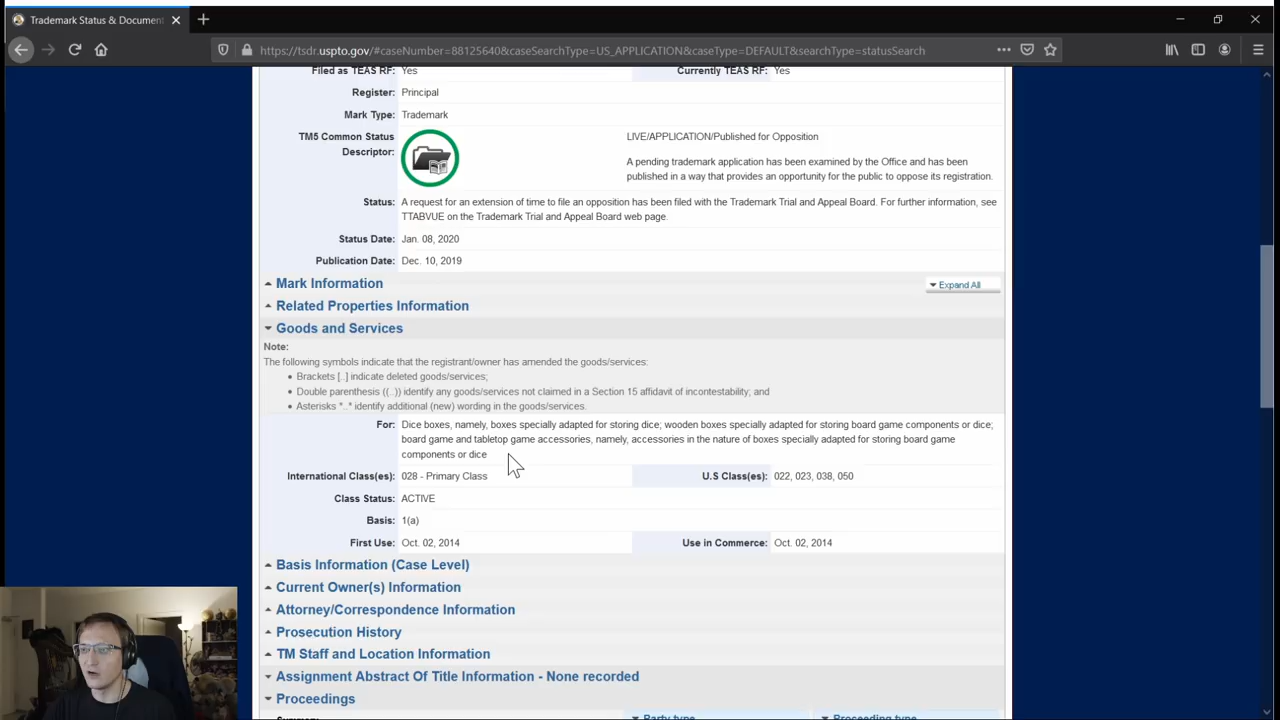 Trademark Status & Document
https://tsdr.uspto.gov/#caseNumber=88125640&caseSearchType=US_APPLICATION&caseType=DEFAULT&searchType=statusSearch
Filed as TEAS RF: Yes Currently TEAS RF: Yes
Register: Principal
Mark Type: Trademark
TM5 Common Status Descriptor: LIVE/APPLICATION/Published for Opposition
A pending trademark application has been examined by the Office and has been
published in a way that provides an opportunity for the public to oppose its registration.
Status: A request for an extension of time to file an opposition has been filed with the Trademark Trial and Appeal Board. For further information, see
TTABVUE on the Trademark Trial and Appeal Board web page.
Status Date: Jan. 08, 2020
Publication Date: Dec. 10, 2019
Mark Information
Expand All
Related Properties Information
Goods and Services
Note:
The following symbols indicate that the registrant/owner has amended the goods/services:
Brackets [..] indicate deleted goods/services;
Double parenthesis ((..)) identify any goods/services not claimed in a Section 15 affidavit of incontestability; and
Asterisks *..* identify additional (new) wording in the goods/services.
For: Dice boxes, namely, boxes specially adapted for storing dice; wooden boxes specially adapted for storing board game components or dice;
board game and tabletop game accessories, namely, accessories in the nature of boxes specially adapted for storing board game
components or dice
International Class(es): 028 - Primary Class U.S Class(es): 022, 023, 038, 050
Class Status: ACTIVE
Basis: 1(a)
First Use: Oct. 02, 2014 Use in Commerce: Oct. 02, 2014
Basis Information (Case Level)
Current Owner(s) Information
Attorney/Correspondence Information
Prosecution History
TM Staff and Location Information
Assignment Abstract Of Title Information - None recorded
Proceedings
Summary: Party type Proceeding type